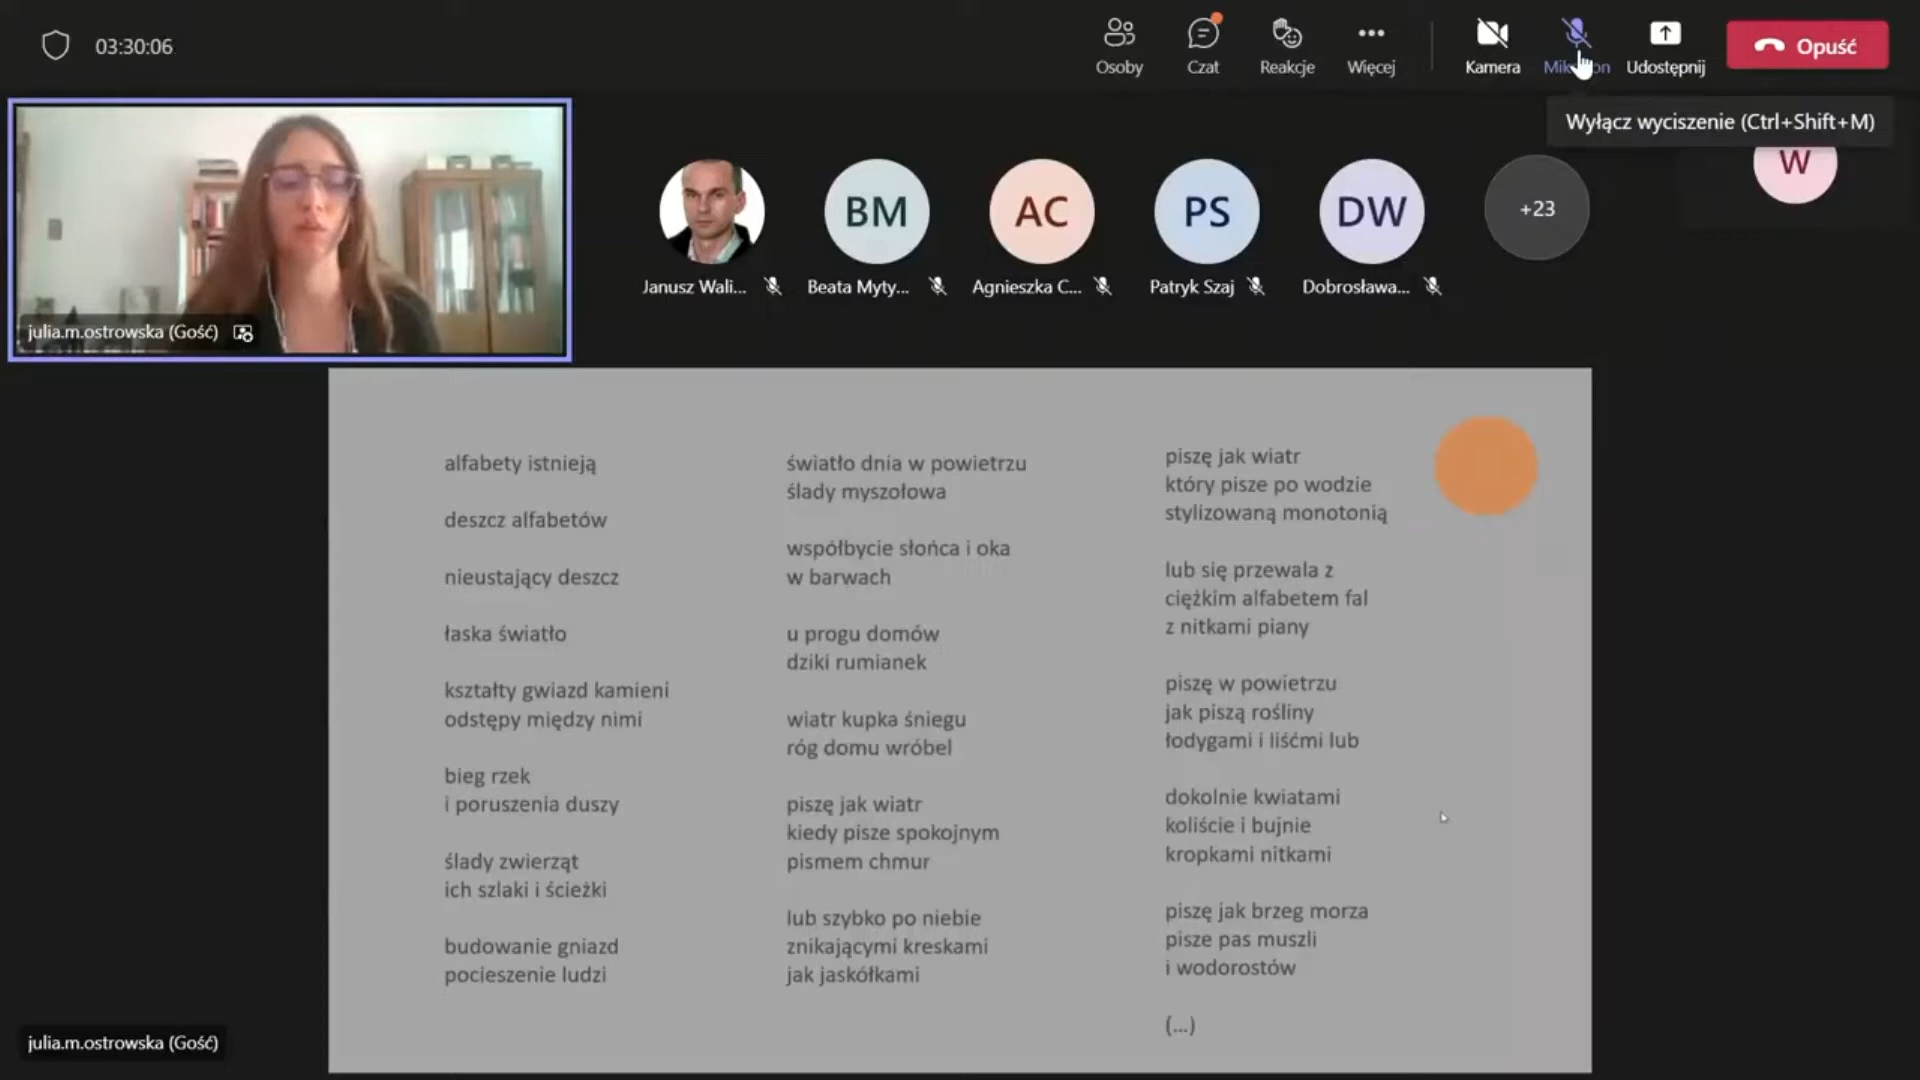 03:30:06
Osoby
Czat
Reakcje
Więcej
Kamera
Udostępnij
Opuść
Wyłącz wyciszenie (Ctrl+Shift+M)
julia.m.ostrowska (Gość)
BM
AC
PS
DW
+23
W
Janusz Wali...
Beata Myty...
Agnieszka C...
Patryk Szaj
Dobrosława...
alfabety istnieją
deszcz alfabetów
nieustający deszcz
łaska światło
kształty gwiazd kamieni
odstępy między nimi
bieg rzek
i poruszenia duszy
ślady zwierząt
ich szlaki i ścieżki
budowanie gniazd
pocieszenie ludzi
światło dnia w powietrzu
ślady myszołowa
współbycie słońca i oka
w barwach
u progu domów
dziki rumianek
wiatr kupka śniegu
róg domu wróbel
piszę jak wiatr
kiedy pisze spokojnym
pismem chmur
lub szybko po niebie
znikającymi kreskami
jak jaskółkami
piszę jak wiatr
który pisze po wodzie
stylizowaną monotonią
lub się przewala z
ciężkim alfabetem fal
z nitkami piany
piszę w powietrzu
jak piszą rośliny
łodygami i liśćmi lub
dokolnie kwiatami
koliście i bujnie
kropkami nitkami
piszę jak brzeg morza
pisze pas muszli
i wodorostów
(...)
julia.m.ostrowska (Gość)